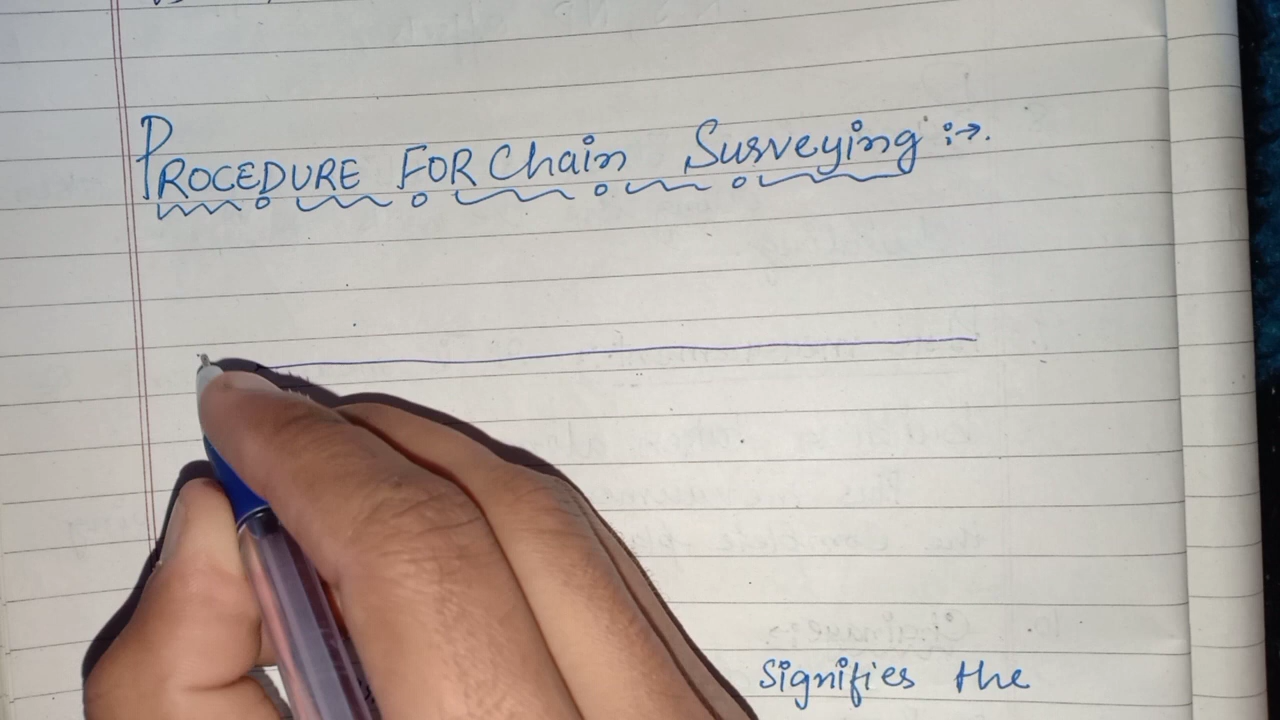 PROCEDURE FOR Chain Surveying :→.
Signifies the